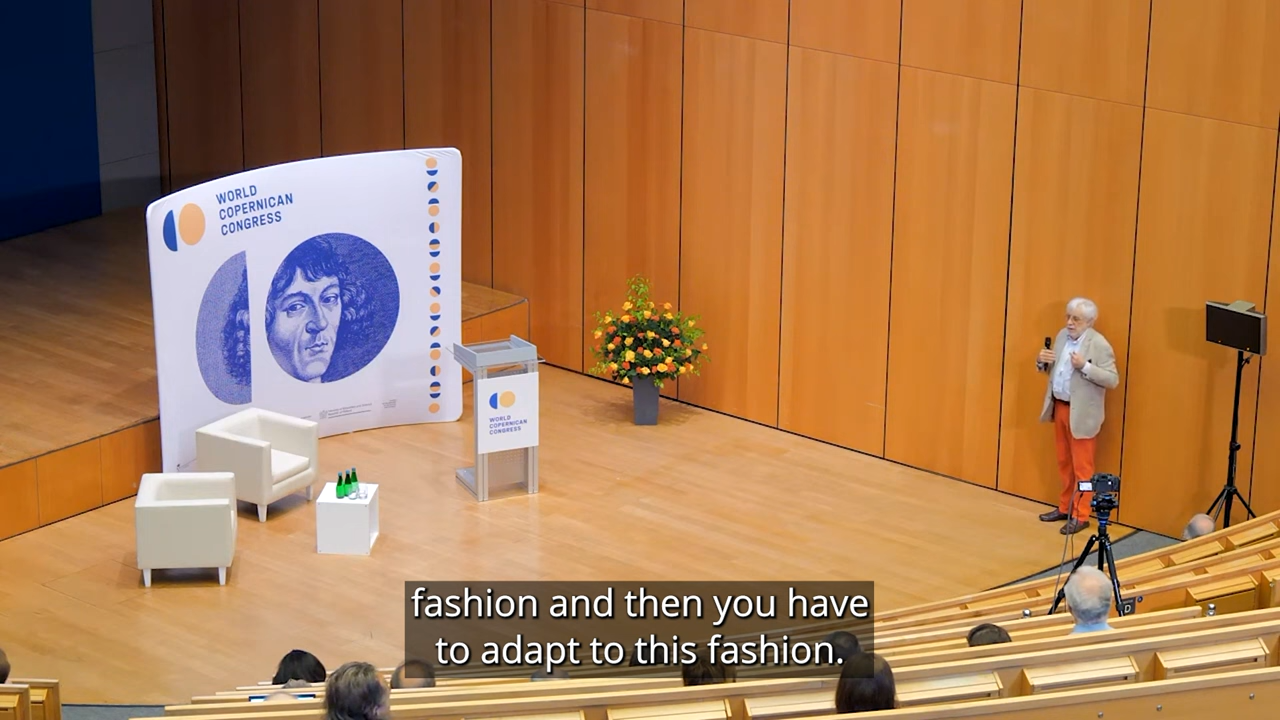 WORLD
COPERNICAN
CONGRESS
WORLD
COPERNICAN
CONGRESS
D
fashion and then you have
to adapt to this fashion.